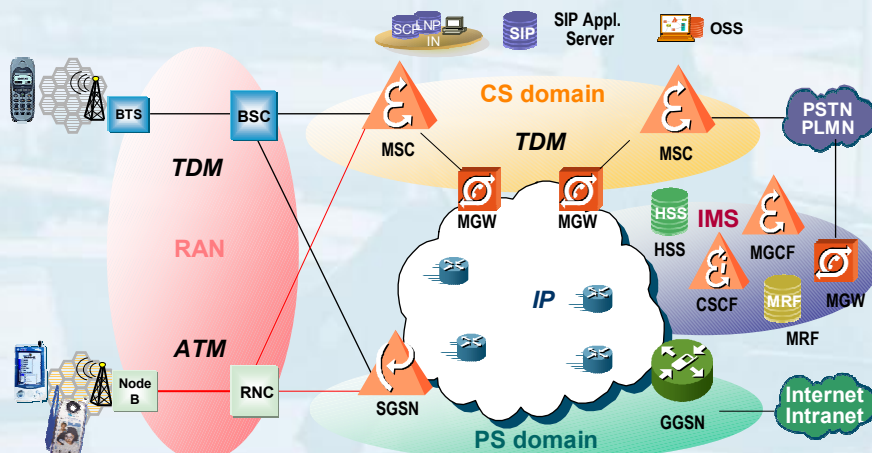 SCP
LNP
IN
SIP
SIP Appl.
Server
OSS
BTS
BSC
CS domain
MSC
TDM
MSC
PSTN
PLMN
TDM
MGW
MGW
RAN
HSS
HSS
IMS
MGCF
CSCF
MRF
MGW
MRF
IP
ATM
Node
B
RNC
SGSN
GGSN
PS domain
Internet
Intranet